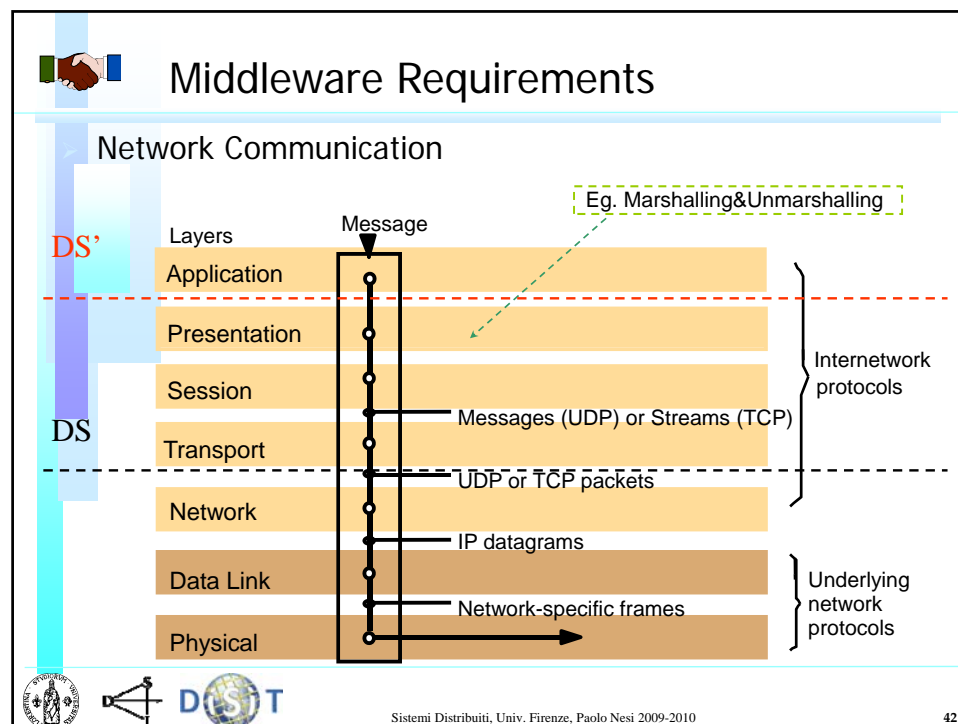 Middleware Requirements
Network Communication
Eg. Marshalling&Unmarshalling
Message
Layers
DS’
Application
Presentation
Internetwork
protocols
Session
Messages (UDP) or Streams (TCP)
DS
Transport
UDP or TCP packets
Network
IP datagrams
Data Link
Underlying
network
protocols
Network-specific frames
Physical
DST
Sistemi Distribuiti, Univ. Firenze, Paolo Nesi 2009-2010
42